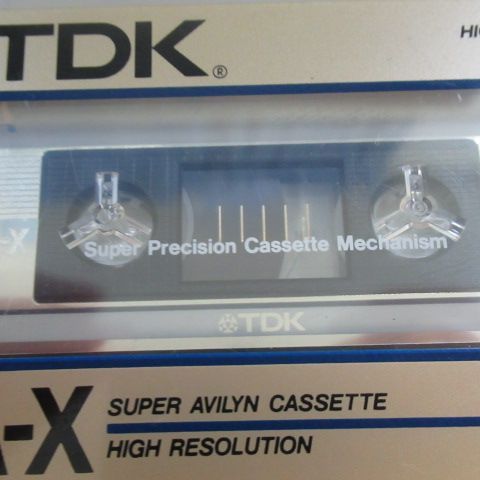 TDK®
Super Precision Cassette Mechanism
TDK
-X SUPER AVILYN CASSETTE
HIGH RESOLUTION